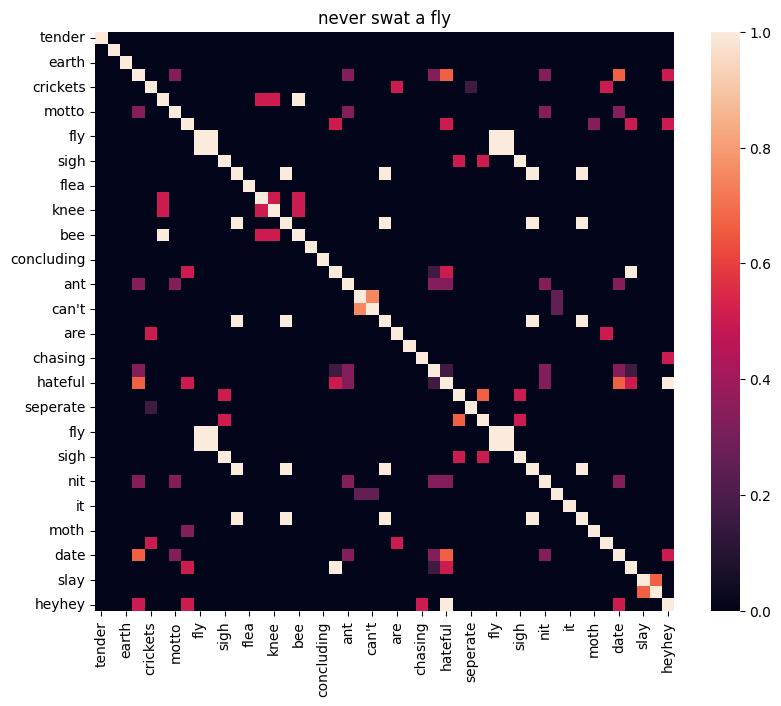 never swat a fly
tender
earth
crickets
motto
fly
sigh
flea
knee
bee
concluding
ant
can't
are
chasing
hateful
seperate
fly
sigh
nit
it
moth
date
slay
heyhey
tender
earth
crickets
motto
fly
sigh
flea
knee
bee
concluding
ant
can't
are
chasing
hateful
seperate
fly
sigh
nit
it
moth
date
slay
heyhey
1.0
0.8
0.6
0.4
0.2
0.0